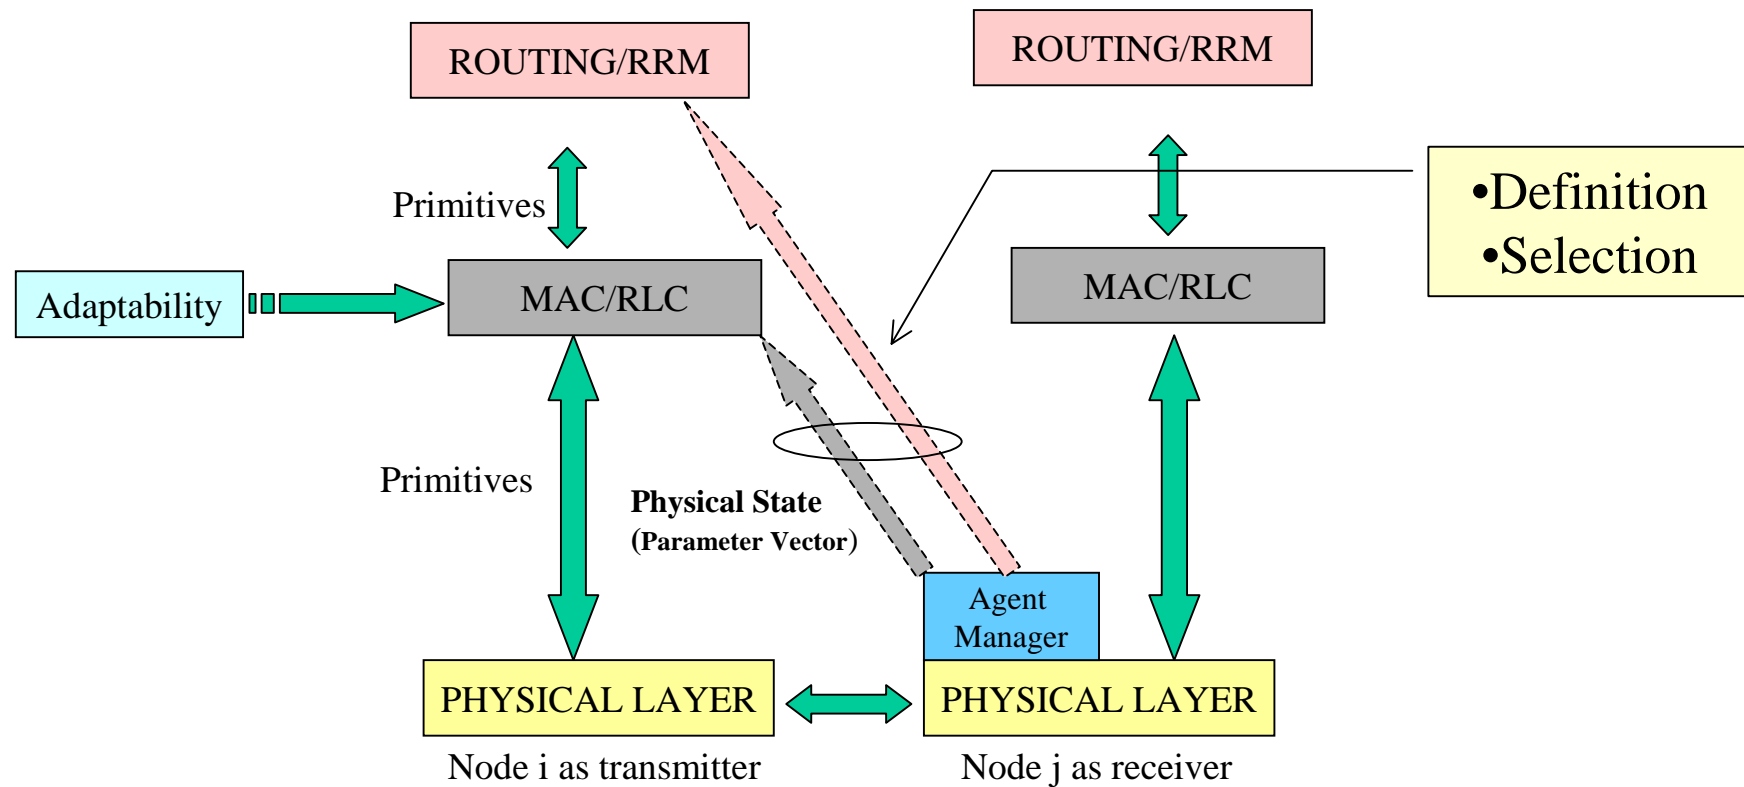 ROUTING/RRM
ROUTING/RRM
Primitives
•Definition
•Selection
Adaptability
MAC/RLC
MAC/RLC
Primitives
Physical State
(Parameter Vector)
Agent
Manager
PHYSICAL LAYER
PHYSICAL LAYER
Node i as transmitter
Node j as receiver